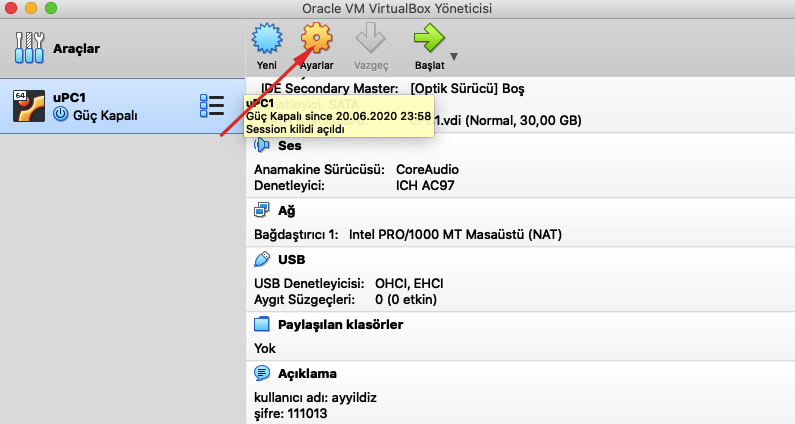 Oracle VM VirtualBox Yöneticisi
Araçlar
Yeni
Ayarlar
Vazgeç
Başlat
64
uPC1
Güç Kapalı
IDE Secondary Master: [Optik Sürücü] Boş
SATA
uPC1
Güç Kapalı since 20.06.2020 23:58
Session kilidi açıldı
1.vdi (Normal, 30,00 GB)
Ses
Anamakine Sürücüsü: CoreAudio
Denetleyici: ICH AC97
Ağ
Bağdaştırıcı 1: Intel PRO/1000 MT Masaüstü (NAT)
USB
USB Denetleyicisi: OHCI, EHCI
Aygıt Süzgeçleri: 0 (0 etkin)
Paylaşılan klasörler
Yok
Açıklama
kullanıcı adı: ayyildiz
şifre: 111013